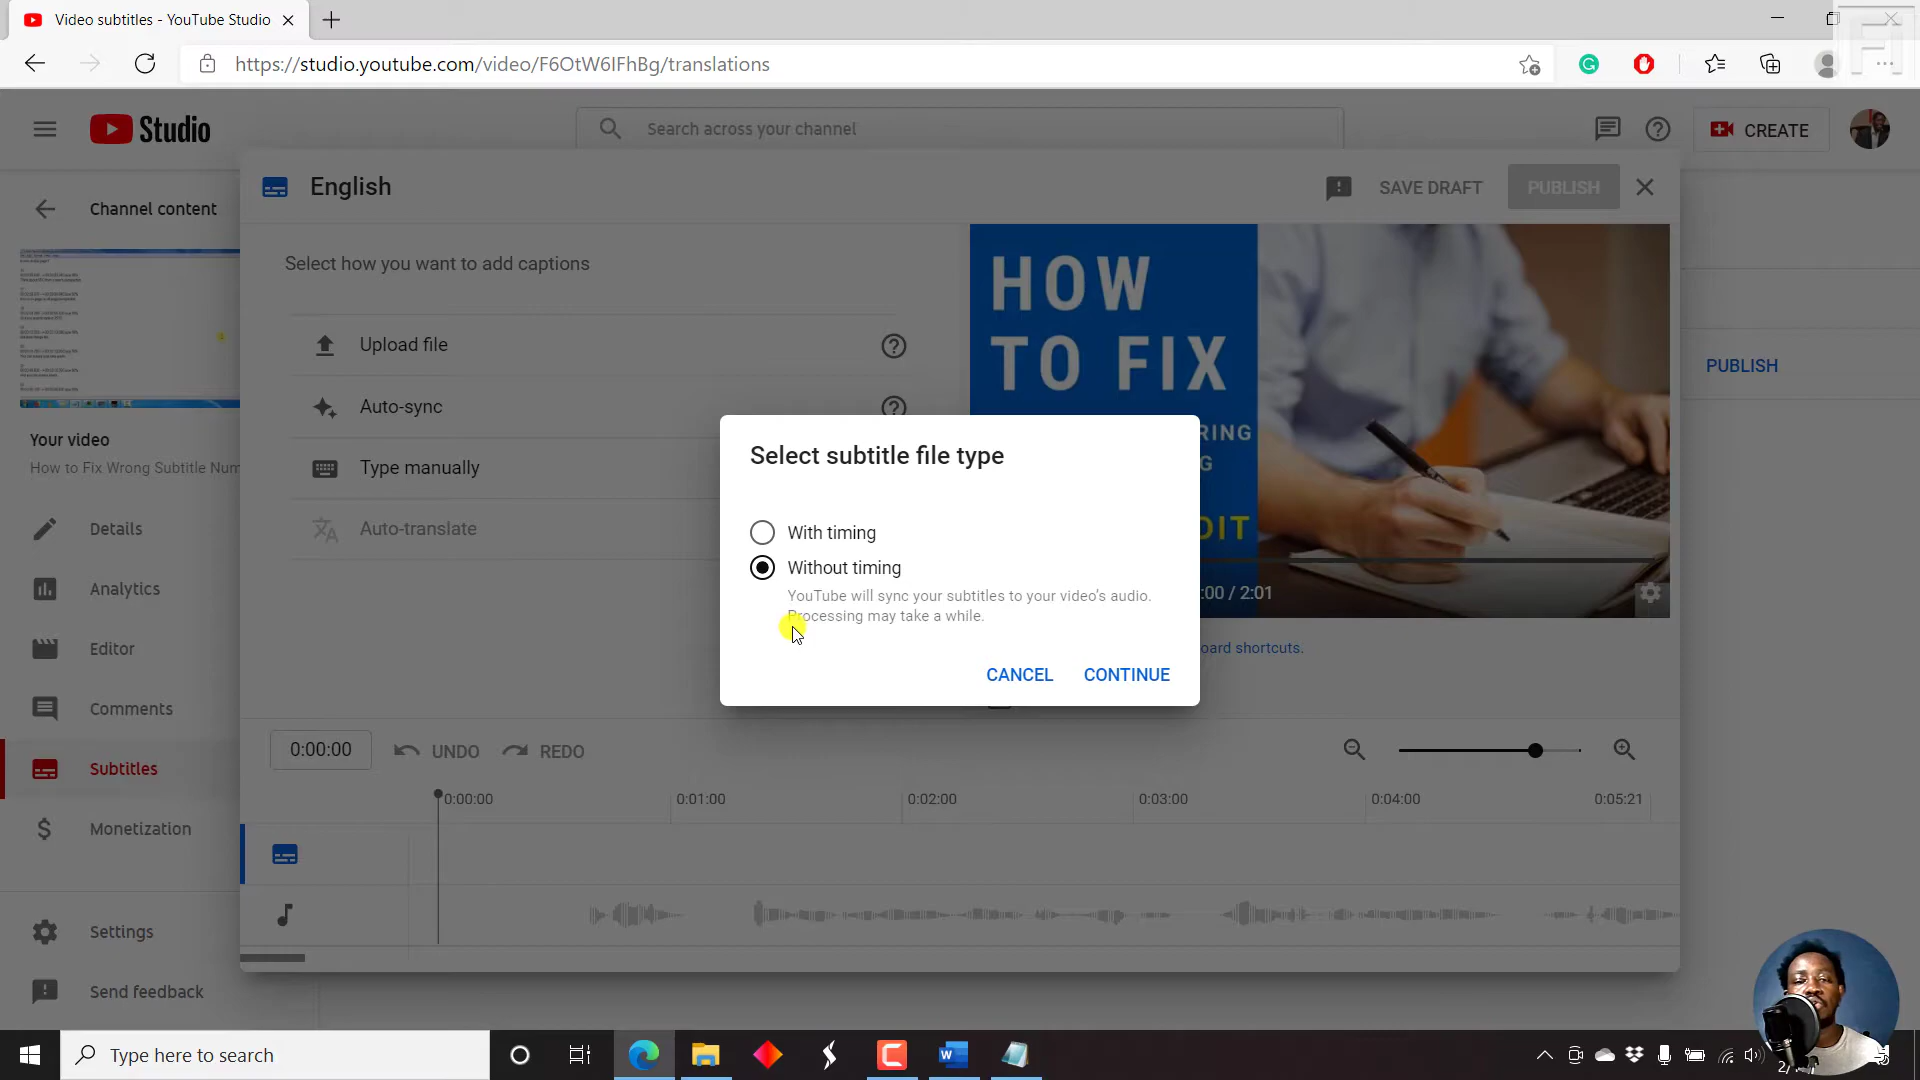 Video subtitles - YouTube Studio
https://studio.youtube.com/video/F6OtW6IFhBg/translations
Studio
Search across your channel
CREATE
Channel content
English
SAVE DRAFT
PUBLISH
Select how you want to add captions
Upload file
Auto-sync
Type manually
Auto-translate
HOW
TO FIX
RING
G
DIT
:00 / 2:01
oard shortcuts.
PUBLISH
Your video
How to Fix Wrong Subtitle Num
Details
Analytics
Editor
Comments
Subtitles
Monetization
Settings
Send feedback
Select subtitle file type
With timing
Without timing
YouTube will sync your subtitles to your video's audio.
Processing may take a while.
CANCEL
CONTINUE
0:00:00
UNDO
REDO
0:00:00
0:01:00
0:02:00
0:03:00
0:04:00
0:05:21
Type here to search